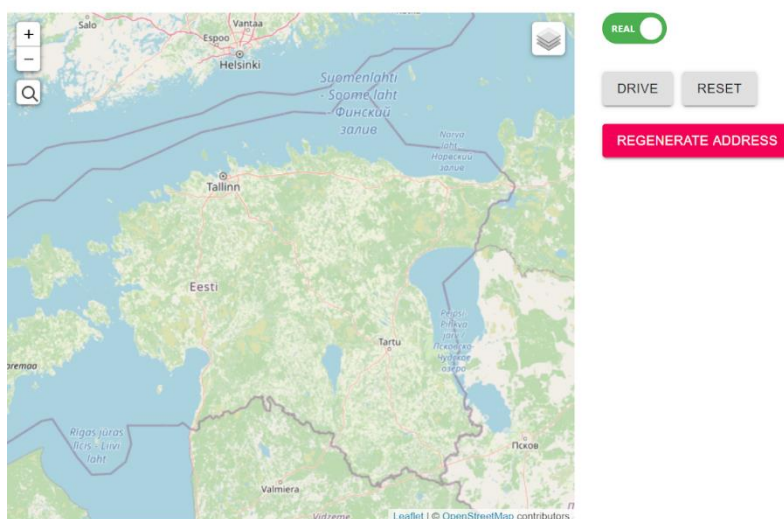 Salo
Vantaa
Espoo
Helsinki
+
−
REAL
DRIVE
RESET
REGENERATE ADDRESS
Suomenlahti
- Soome laht
- Финский
залив
Narva
laht -
Нарвский
залив
Tallinn
Eesti
Peipsi-
Pihkva
järv /
Псковско-
Чудское
озеро
Tartu
Rīgas jūras
līcis - Liivi
laht
Псков
Valmiera
Vidzeme
Leaflet | © OpenStreetMap contributors